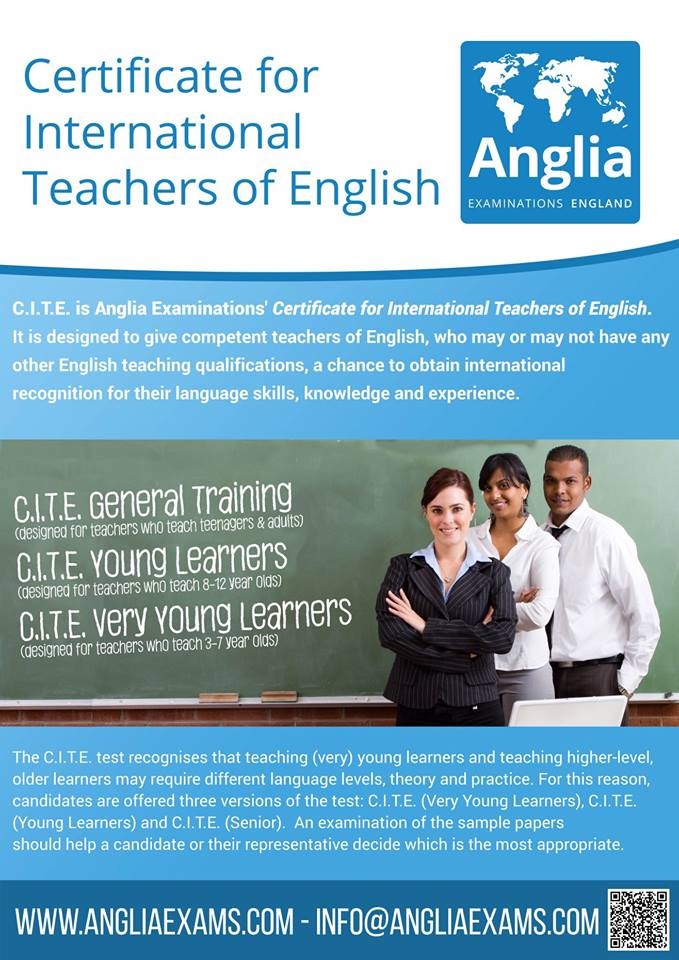 Certificate for
International
Teachers of English
Anglia
EXAMINATIONS ENGLAND
C.I.T.E. is Anglia Examinations' Certificate for International Teachers of English.
It is designed to give competent teachers of English, who may or may not have any
other English teaching qualifications, a chance to obtain international
recognition for their language skills, knowledge and experience.
C.I.T.E. General Training
(designed for teachers who teach teenagers & adults)
C.I.T.E. Young Learners
(designed for teachers who teach 8-12 year olds)
C.I.T.E. Very Young Learners
(designed for teachers who teach 3-7 year olds)
The C.I.T.E. test recognises that teaching (very) young learners and teaching higher-level,
older learners may require different language levels, theory and practice. For this reason,
candidates are offered three versions of the test: C.I.T.E. (Very Young Learners), C.I.T.E.
(Young Learners) and C.I.T.E. (Senior). An examination of the sample papers
should help a candidate or their representative decide which is the most appropriate.
WWW.ANGLIAEXAMS.COM - INFO@ANGLIAEXAMS.COM